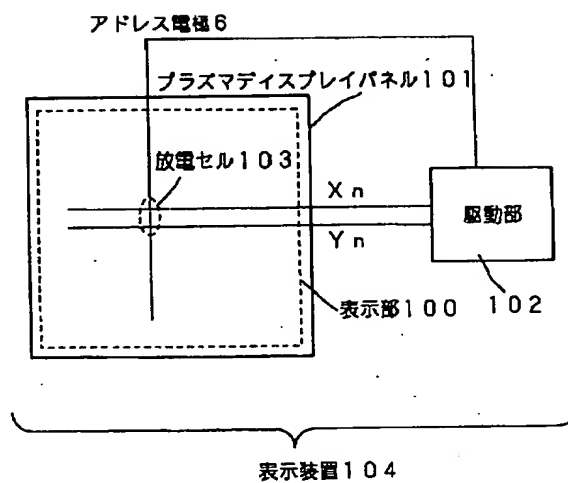 アドレス電極6
プラズマディスプレイパネル101
放電セル103
Xn
Yn
駆動部
102
表示部100
表示装置104